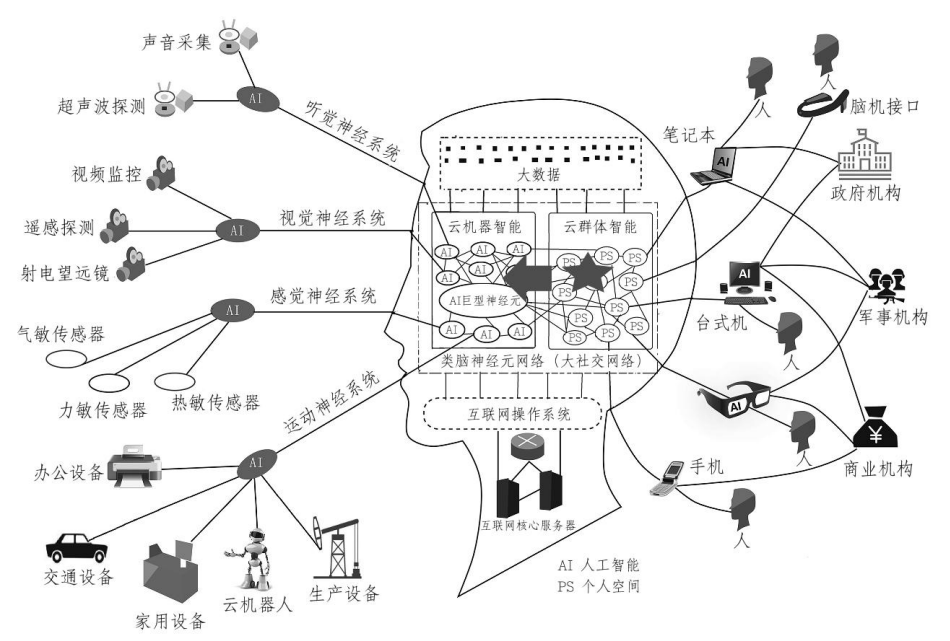 声音采集
AI
超声波探测
听觉神经系统
视频监控
遥感探测
AI
视觉神经系统
射电望远镜
感觉神经系统
AI
气敏传感器
力敏传感器
热敏传感器
运动神经系统
办公设备
AI
交通设备
家用设备
云机器人
生产设备
大数据
云机器智能
云群体智能
AI
AI
AI
AI
AI
AI巨型神经元
AI
AI
AI
PS
PS
PS
PS
PS
PS
PS
PS
PS
PS
类脑神经元网络
(大社交网络)
互联网操作系统
互联网核心服务器
AI 人工智能
PS 个人空间
人
人
脑机接口
笔记本
AI
政府机构
AI
台式机
军事机构
人
AI
人
商业机构
手机
人